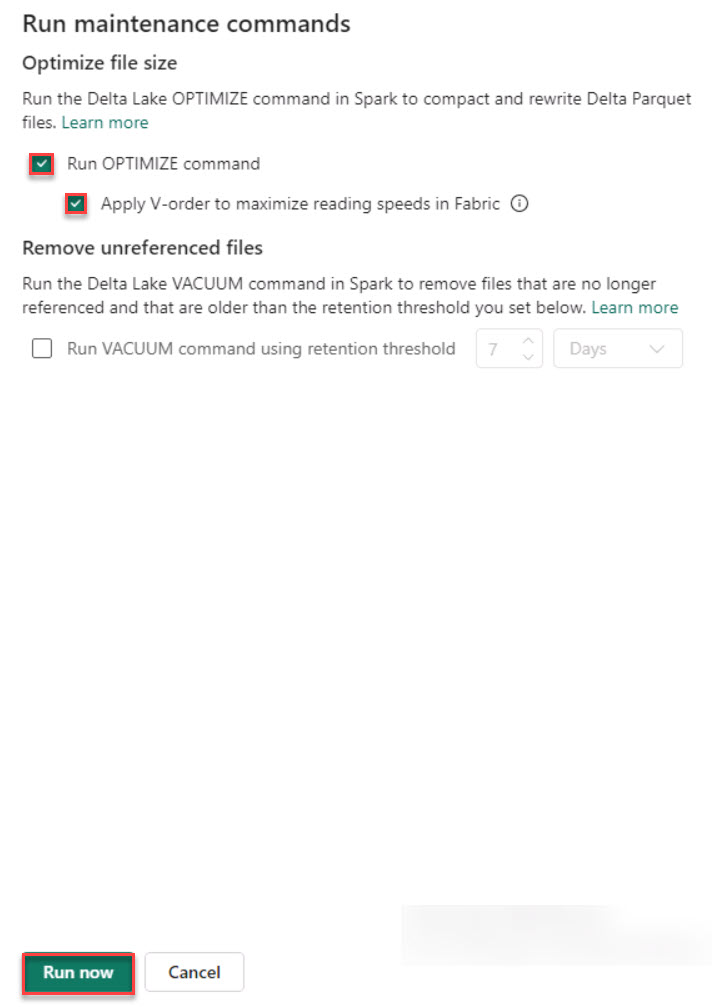 Run maintenance commands
Optimize file size
Run the Delta Lake OPTIMIZE command in Spark to compact and rewrite Delta Parquet
files. Learn more
Run OPTIMIZE command
Apply V-order to maximize reading speeds in Fabric
Remove unreferenced files
Run the Delta Lake VACUUM command in Spark to remove files that are no longer
referenced and that are older than the retention threshold you set below. Learn more
Run VACUUM command using retention threshold 7 Days
Run now Cancel